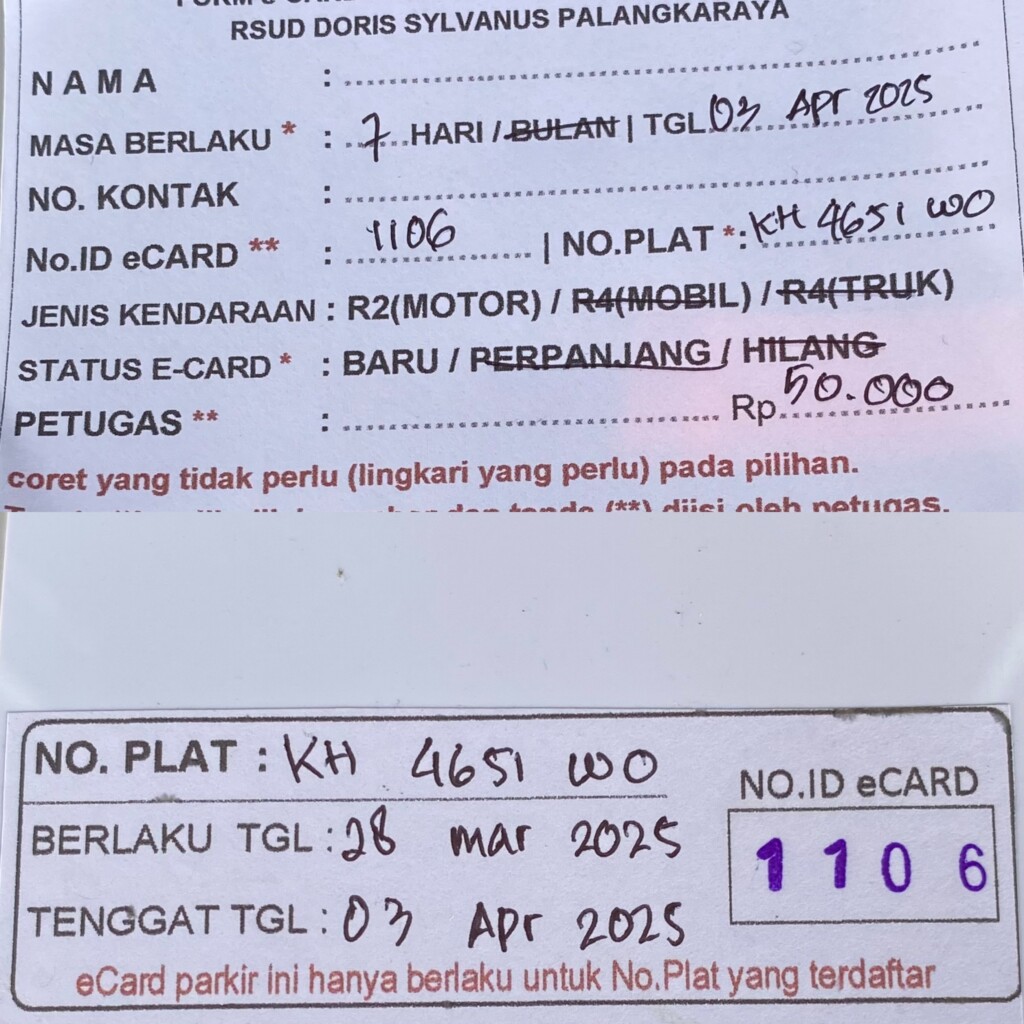 RSUD DORIS SYLVANUS PALANGKARAYA
N A M A :
MASA BERLAKU * : 7 HARI / BULAN | TGL 03 Apr 2025
NO. KONTAK :
No.ID eCARD ** : 1106 | NO.PLAT *: KH 4651 WO
JENIS KENDARAAN : R2(MOTOR) / R4(MOBIL) / R4(TRUK)
STATUS E-CARD * : BARU / PERPANJANG / HILANG
PETUGAS ** : Rp 50.000
coret yang tidak perlu (lingkari yang perlu) pada pilihan.
tanda (**) diisi oleh petugas.
NO. PLAT : KH 4651 WO
BERLAKU TGL : 28 mar 2025
TENGGAT TGL : 03 Apr 2025
NO.ID eCARD
1106
eCard parkir ini hanya berlaku untuk No.Plat yang terdaftar